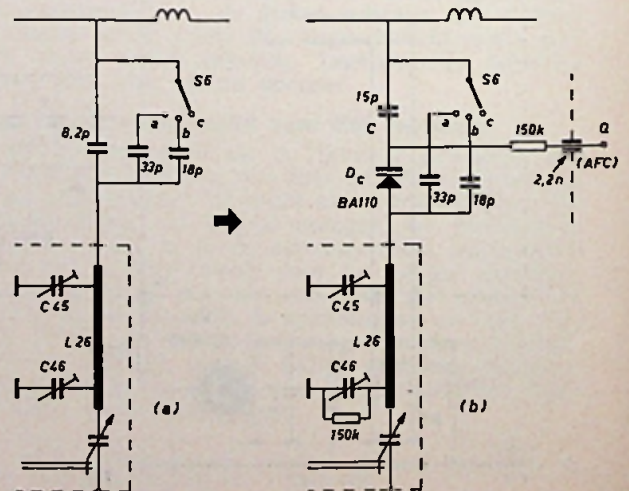 S6
a
b
c
8,2p
33p
18p
C45
L26
C46
(a)
S6
15p
C
a
b
c
150k
Q
(AFC)
2,2n
Dc
BA110
33p
18p
C45
L26
C46
150k
(b)